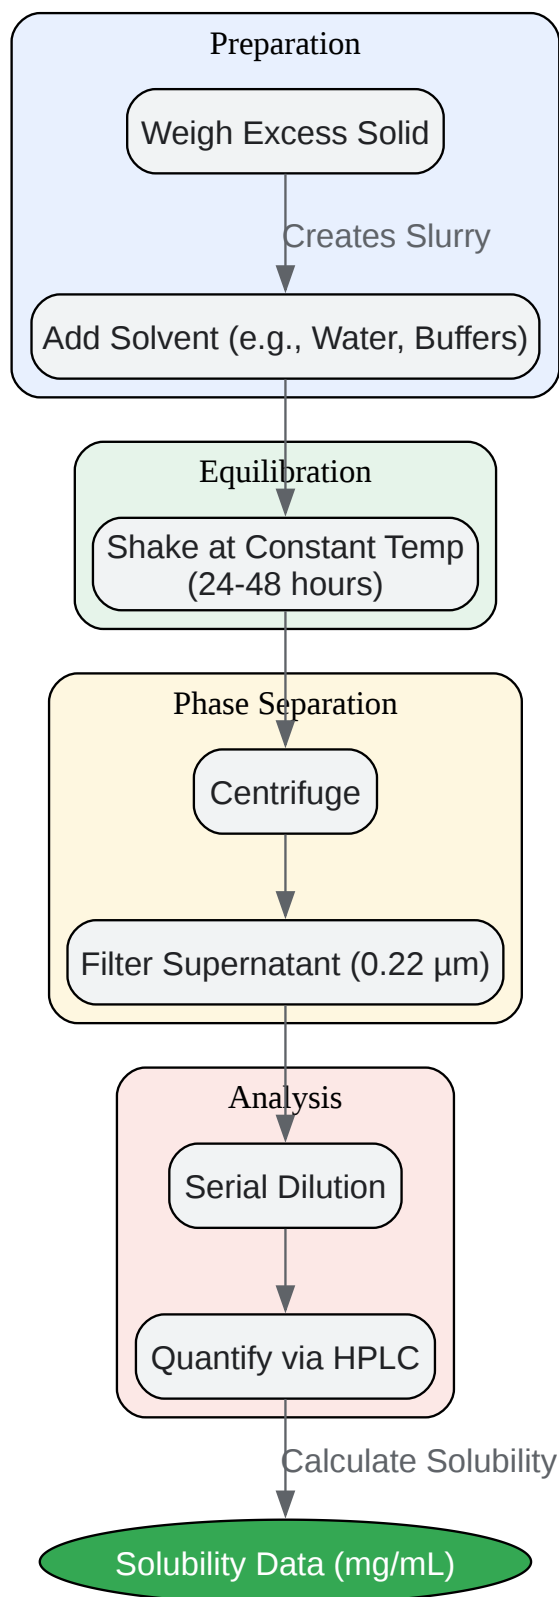 Preparation
Weigh Excess Solid
Creates Slurry
Add Solvent (e.g., Water, Buffers)
Equilibration
Shake at Constant Temp
(24-48 hours)
Phase Separation
Centrifuge
Filter Supernatant (0.22 µm)
Analysis
Serial Dilution
Quantify via HPLC
Calculate Solubility
Solubility Data (mg/mL)